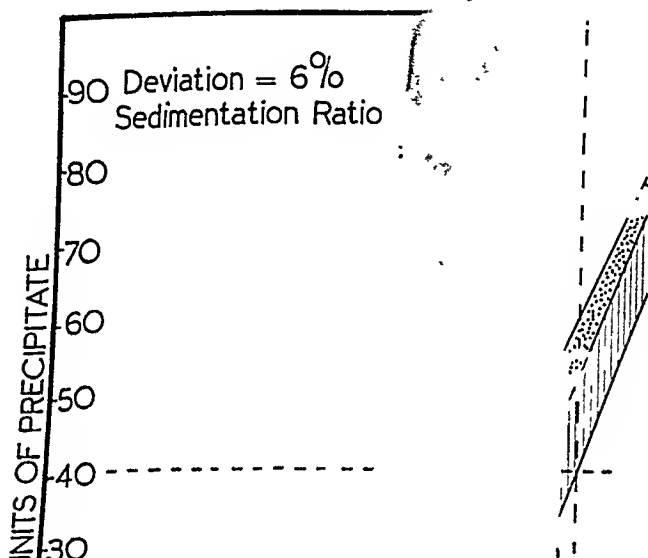 90 Deviation = 6%
Sedimentation Ratio
80
70
60
50
40
30
UNITS OF PRECIPITATE